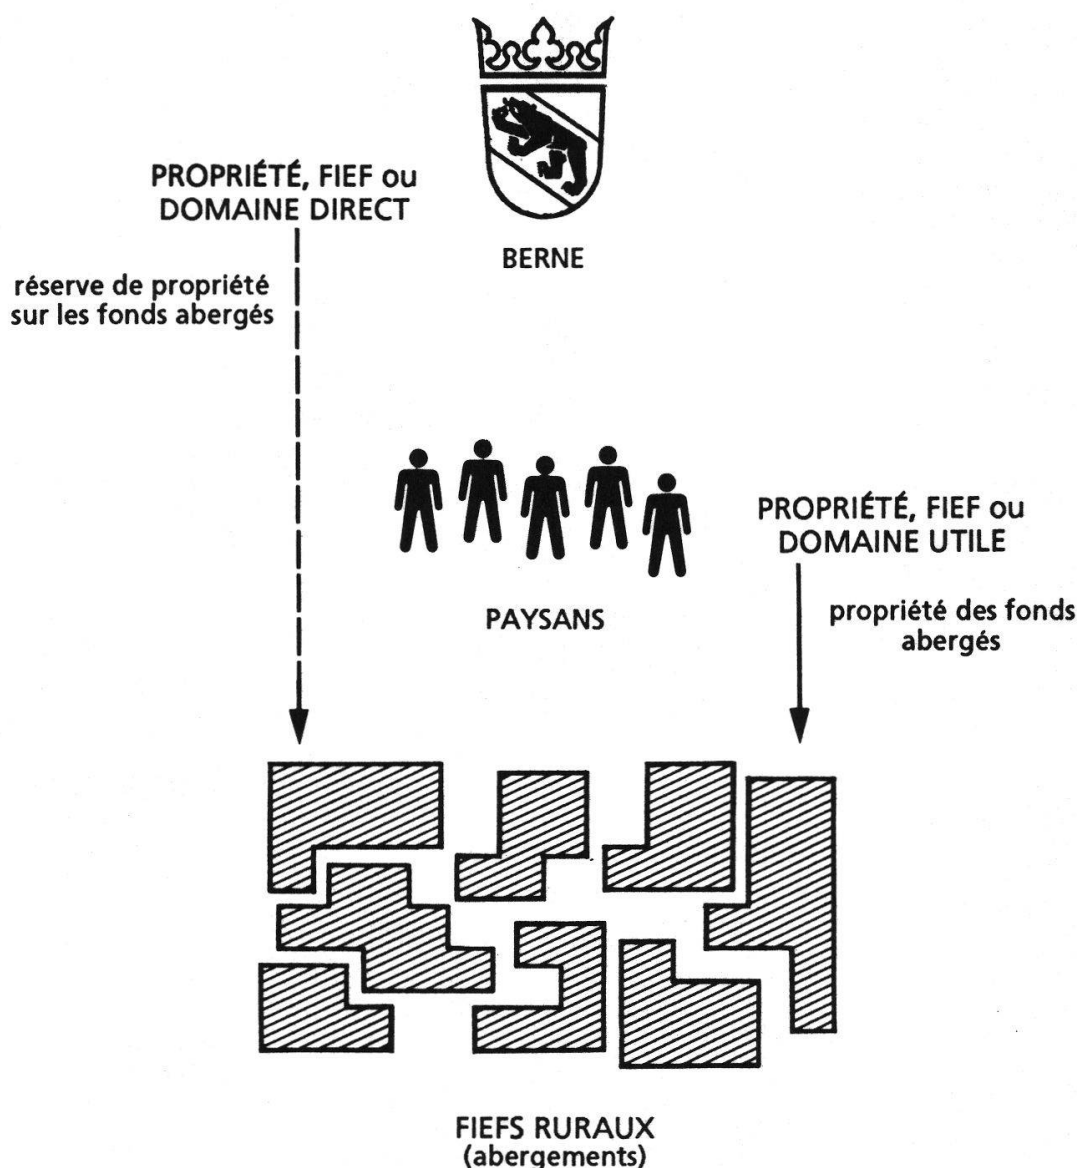 PROPRIÉTÉ, FIEF ou
DOMAINE DIRECT
BERNE
réserve de propriété
sur les fonds abergés
PROPRIÉTÉ, FIEF ou
DOMAINE UTILE
PAYSANS
propriété des fonds
abergés
FIEFS RURAUX
(abergements)